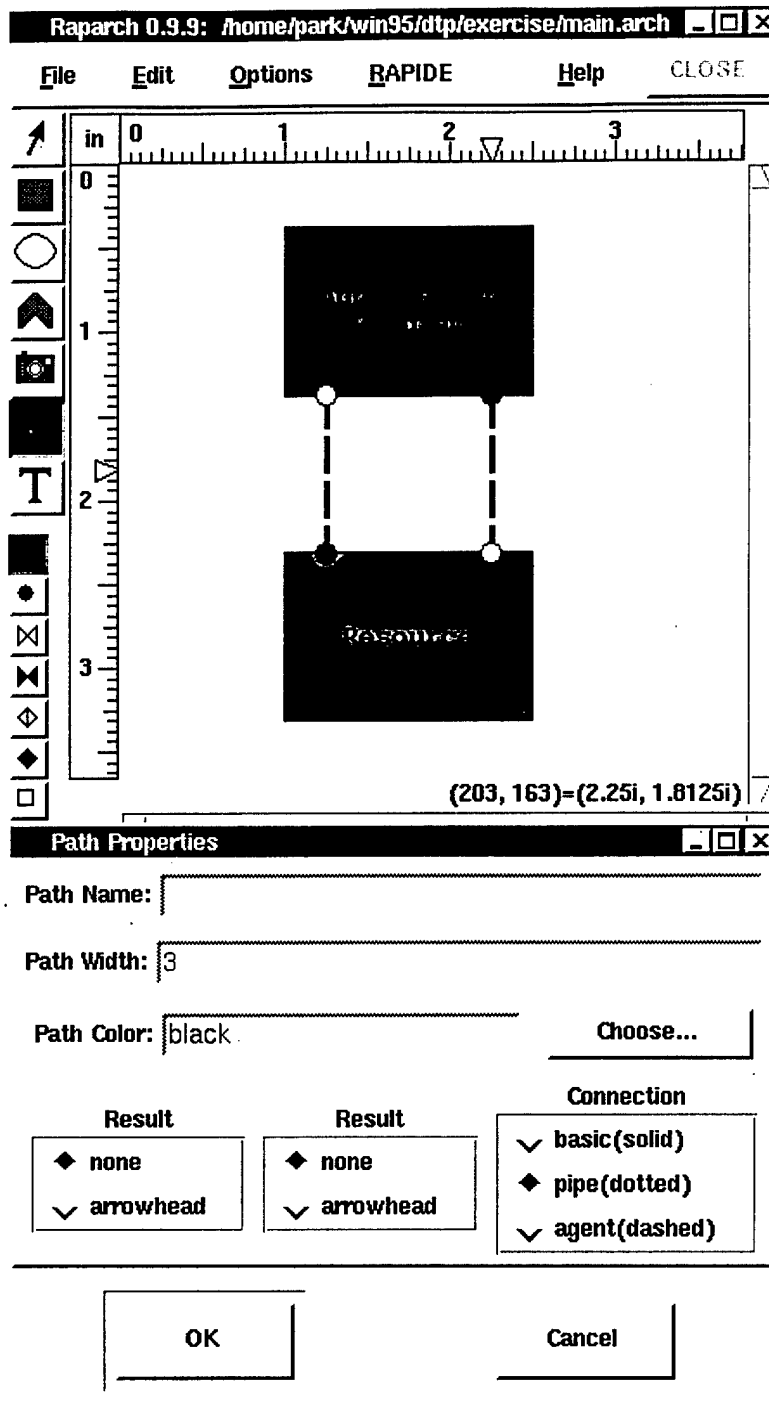 Raparch 0.9.9: /home/park/win95/dtp/exercise/main.arch
File Edit Options RAPIDE Help CLOSE
in 0 1 2 3
0
1
T
2
Resource
3
(203, 163)=(2.25i, 1.8125i)
Path Properties
Path Name:
Path Width: 3
Path Color: black Choose...
Connection
Result Result
basic(solid)
none none
pipe(dotted)
arrowhead arrowhead
agent(dashed)
OK Cancel